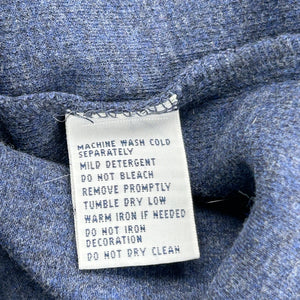 MACHINE WASH COLD
SEPARATELY
MILD DETERGENT
DO NOT BLEACH
REMOVE PROMPTLY
TUMBLE DRY LOW
WARM IRON IF NEEDED
DO NOT IRON
DECORATION
DO NOT DRY CLEAN